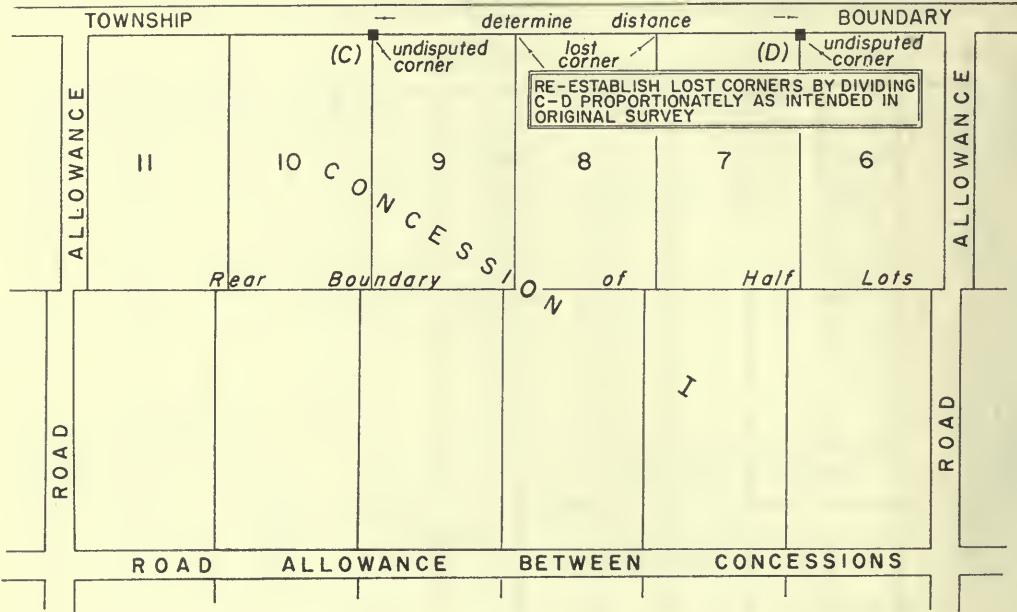 TOWNSHIP determine distance BOUNDARY
(C) undisputed corner lost corner (D) undisputed corner
RE-ESTABLISH LOST CORNERS BY DIVIDING
C-D PROPORTIONATELY AS INTENDED IN
ORIGINAL SURVEY
ALLOWANCE
11 10 9 8 7 6
ALLOWANCE
CONCESSION
Rear Boundary of Half Lots
I
ROAD
ROAD
ROAD ALLOWANCE BETWEEN CONCESSIONS